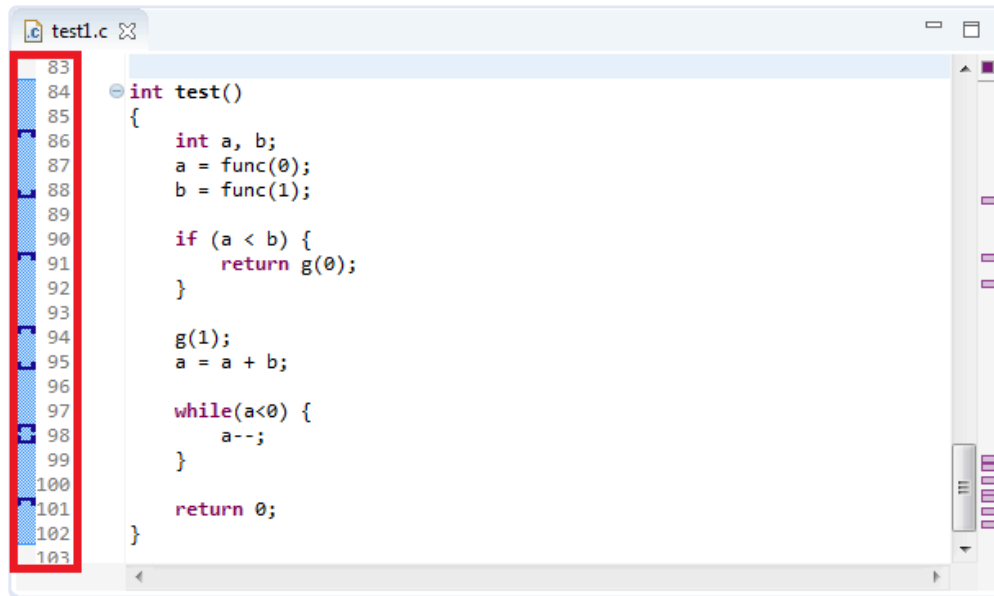 .c test1.c
83
84 int test()
85 {
86     int a, b;
87     a = func(0);
88     b = func(1);
89
90     if (a < b) {
91         return g(0);
92     }
93
94     g(1);
95     a = a + b;
96
97     while(a<0) {
98         a--;
99     }
100
101     return 0;
102 }
103